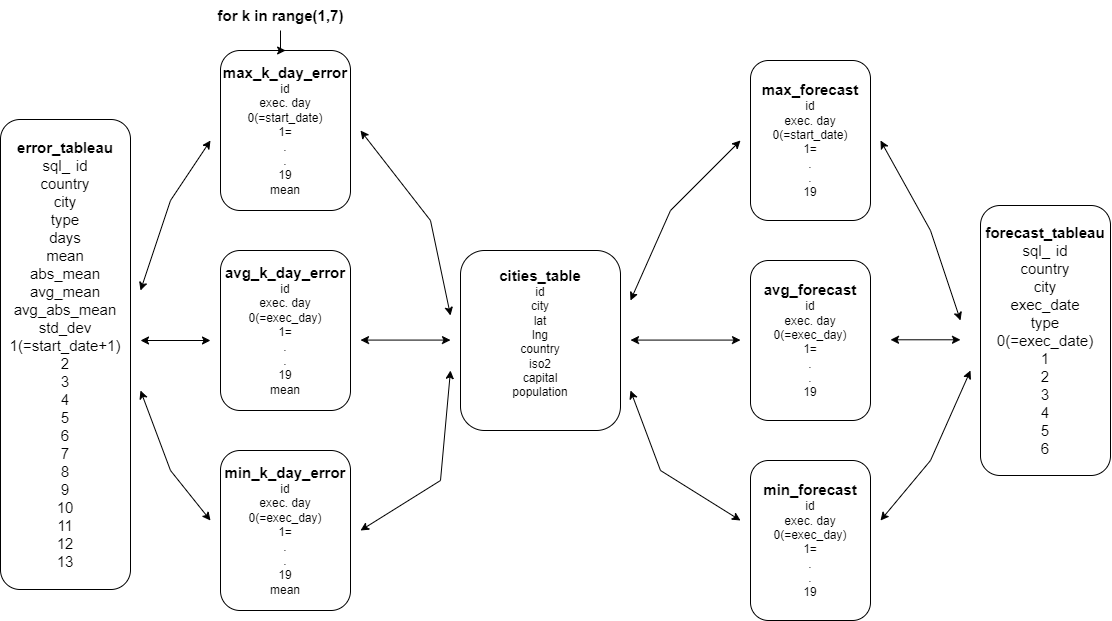 for k in range(1,7)
error_tableau
sql_ id
country
city
type
days
mean
abs_mean
avg_mean
avg_abs_mean
std_dev
1(=start_date+1)
2
3
4
5
6
7
8
9
10
11
12
13
max_k_day_error
id
exec. day
0(=start_date)
1=
.
.
19
mean
avg_k_day_error
id
exec. day
0(=exec_day)
1=
.
.
19
mean
min_k_day_error
id
exec. day
0(=exec_day)
1=
.
.
19
mean
cities_table
id
city
lat
lng
country
iso2
capital
population
max_forecast
id
exec. day
0(=start_date)
1=
.
.
19
avg_forecast
id
exec. day
0(=exec_day)
1=
.
.
19
min_forecast
id
exec. day
0(=exec_day)
1=
.
.
19
forecast_tableau
sql_ id
country
city
exec_date
type
0(=exec_date)
1
2
3
4
5
6